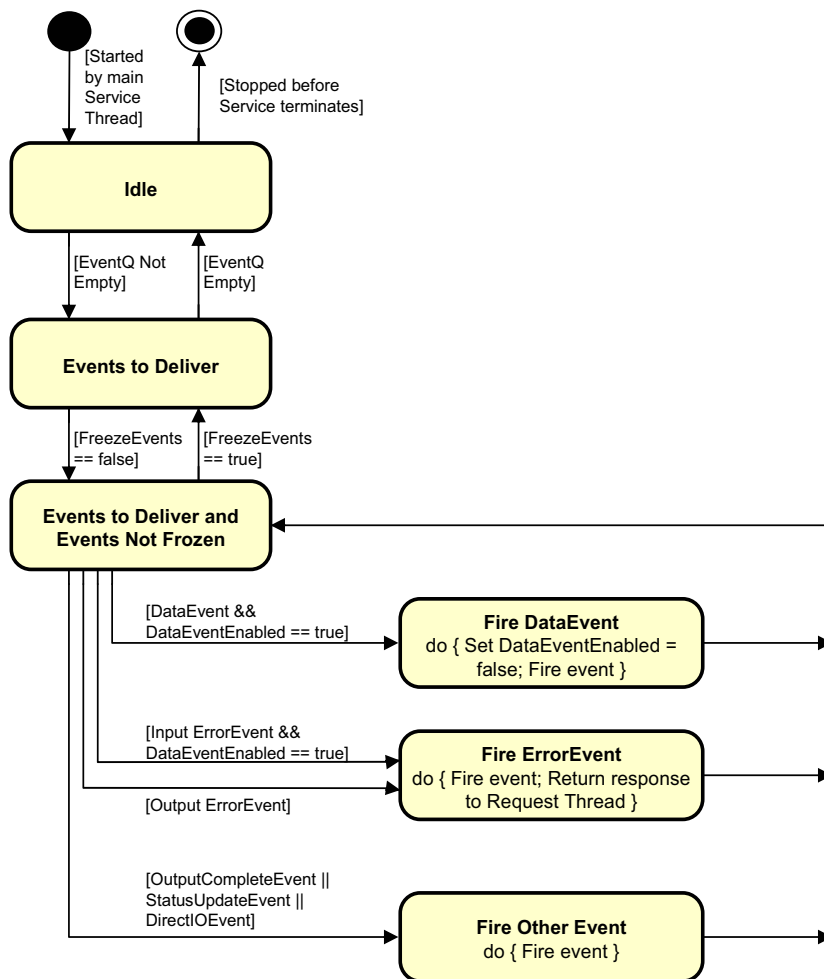 [Started
by main
Service
Thread]
[Stopped before
Service terminates]
Idle
[EventQ Not
Empty]
[EventQ
Empty]
Events to Deliver
[FreezeEvents
== false]
[FreezeEvents
== true]
Events to Deliver and
Events Not Frozen
[DataEvent &&
DataEventEnabled == true]
Fire DataEvent
do { Set DataEventEnabled =
false; Fire event }
[Input ErrorEvent &&
DataEventEnabled == true]
Fire ErrorEvent
do { Fire event; Return response
to Request Thread }
[Output ErrorEvent]
[OutputCompleteEvent ||
StatusUpdateEvent ||
DirectIOEvent]
Fire Other Event
do { Fire event }